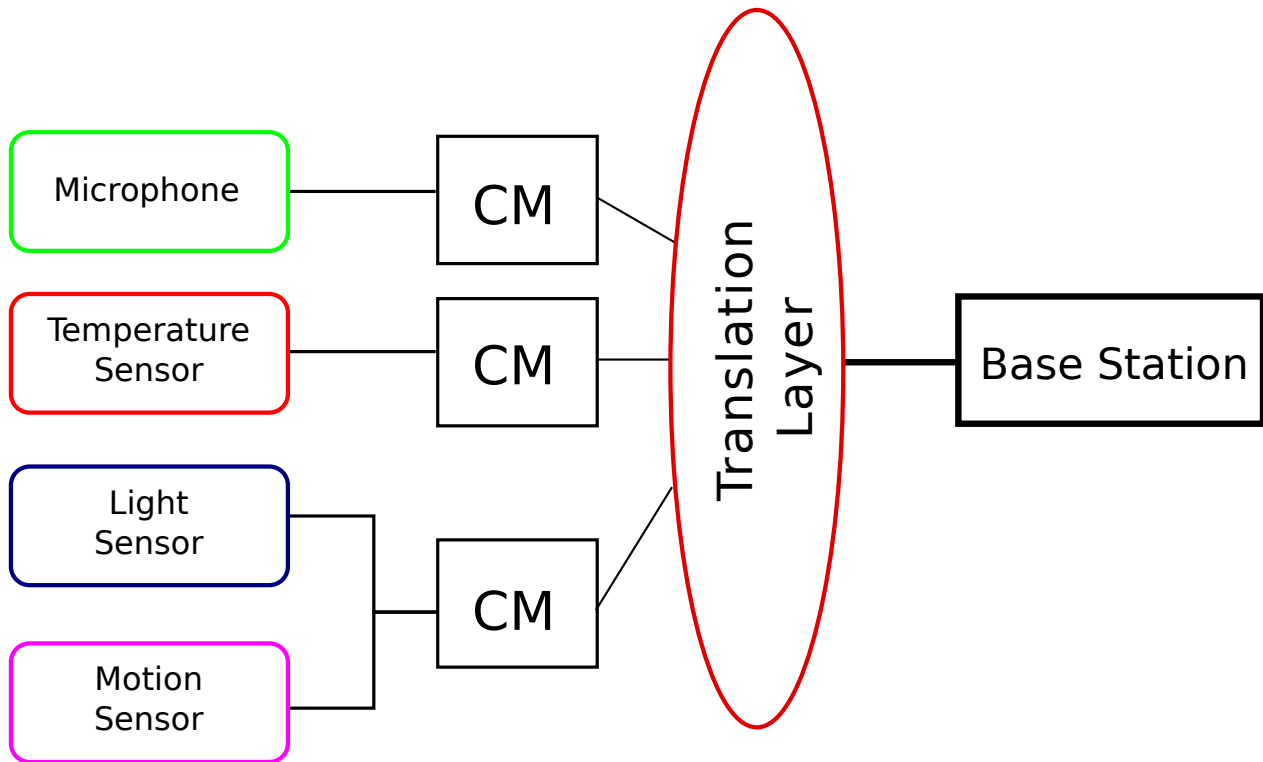 Microphone
CM
Temperature
Sensor
CM
Light
Sensor
CM
Motion
Sensor
Translation
Layer
Base Station